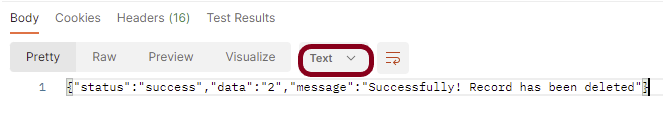 Body Cookies Headers (16) Test Results
Pretty Raw Preview Visualize Text
1 {"status":"success","data":"2","message":"Successfully! Record has been deleted"}